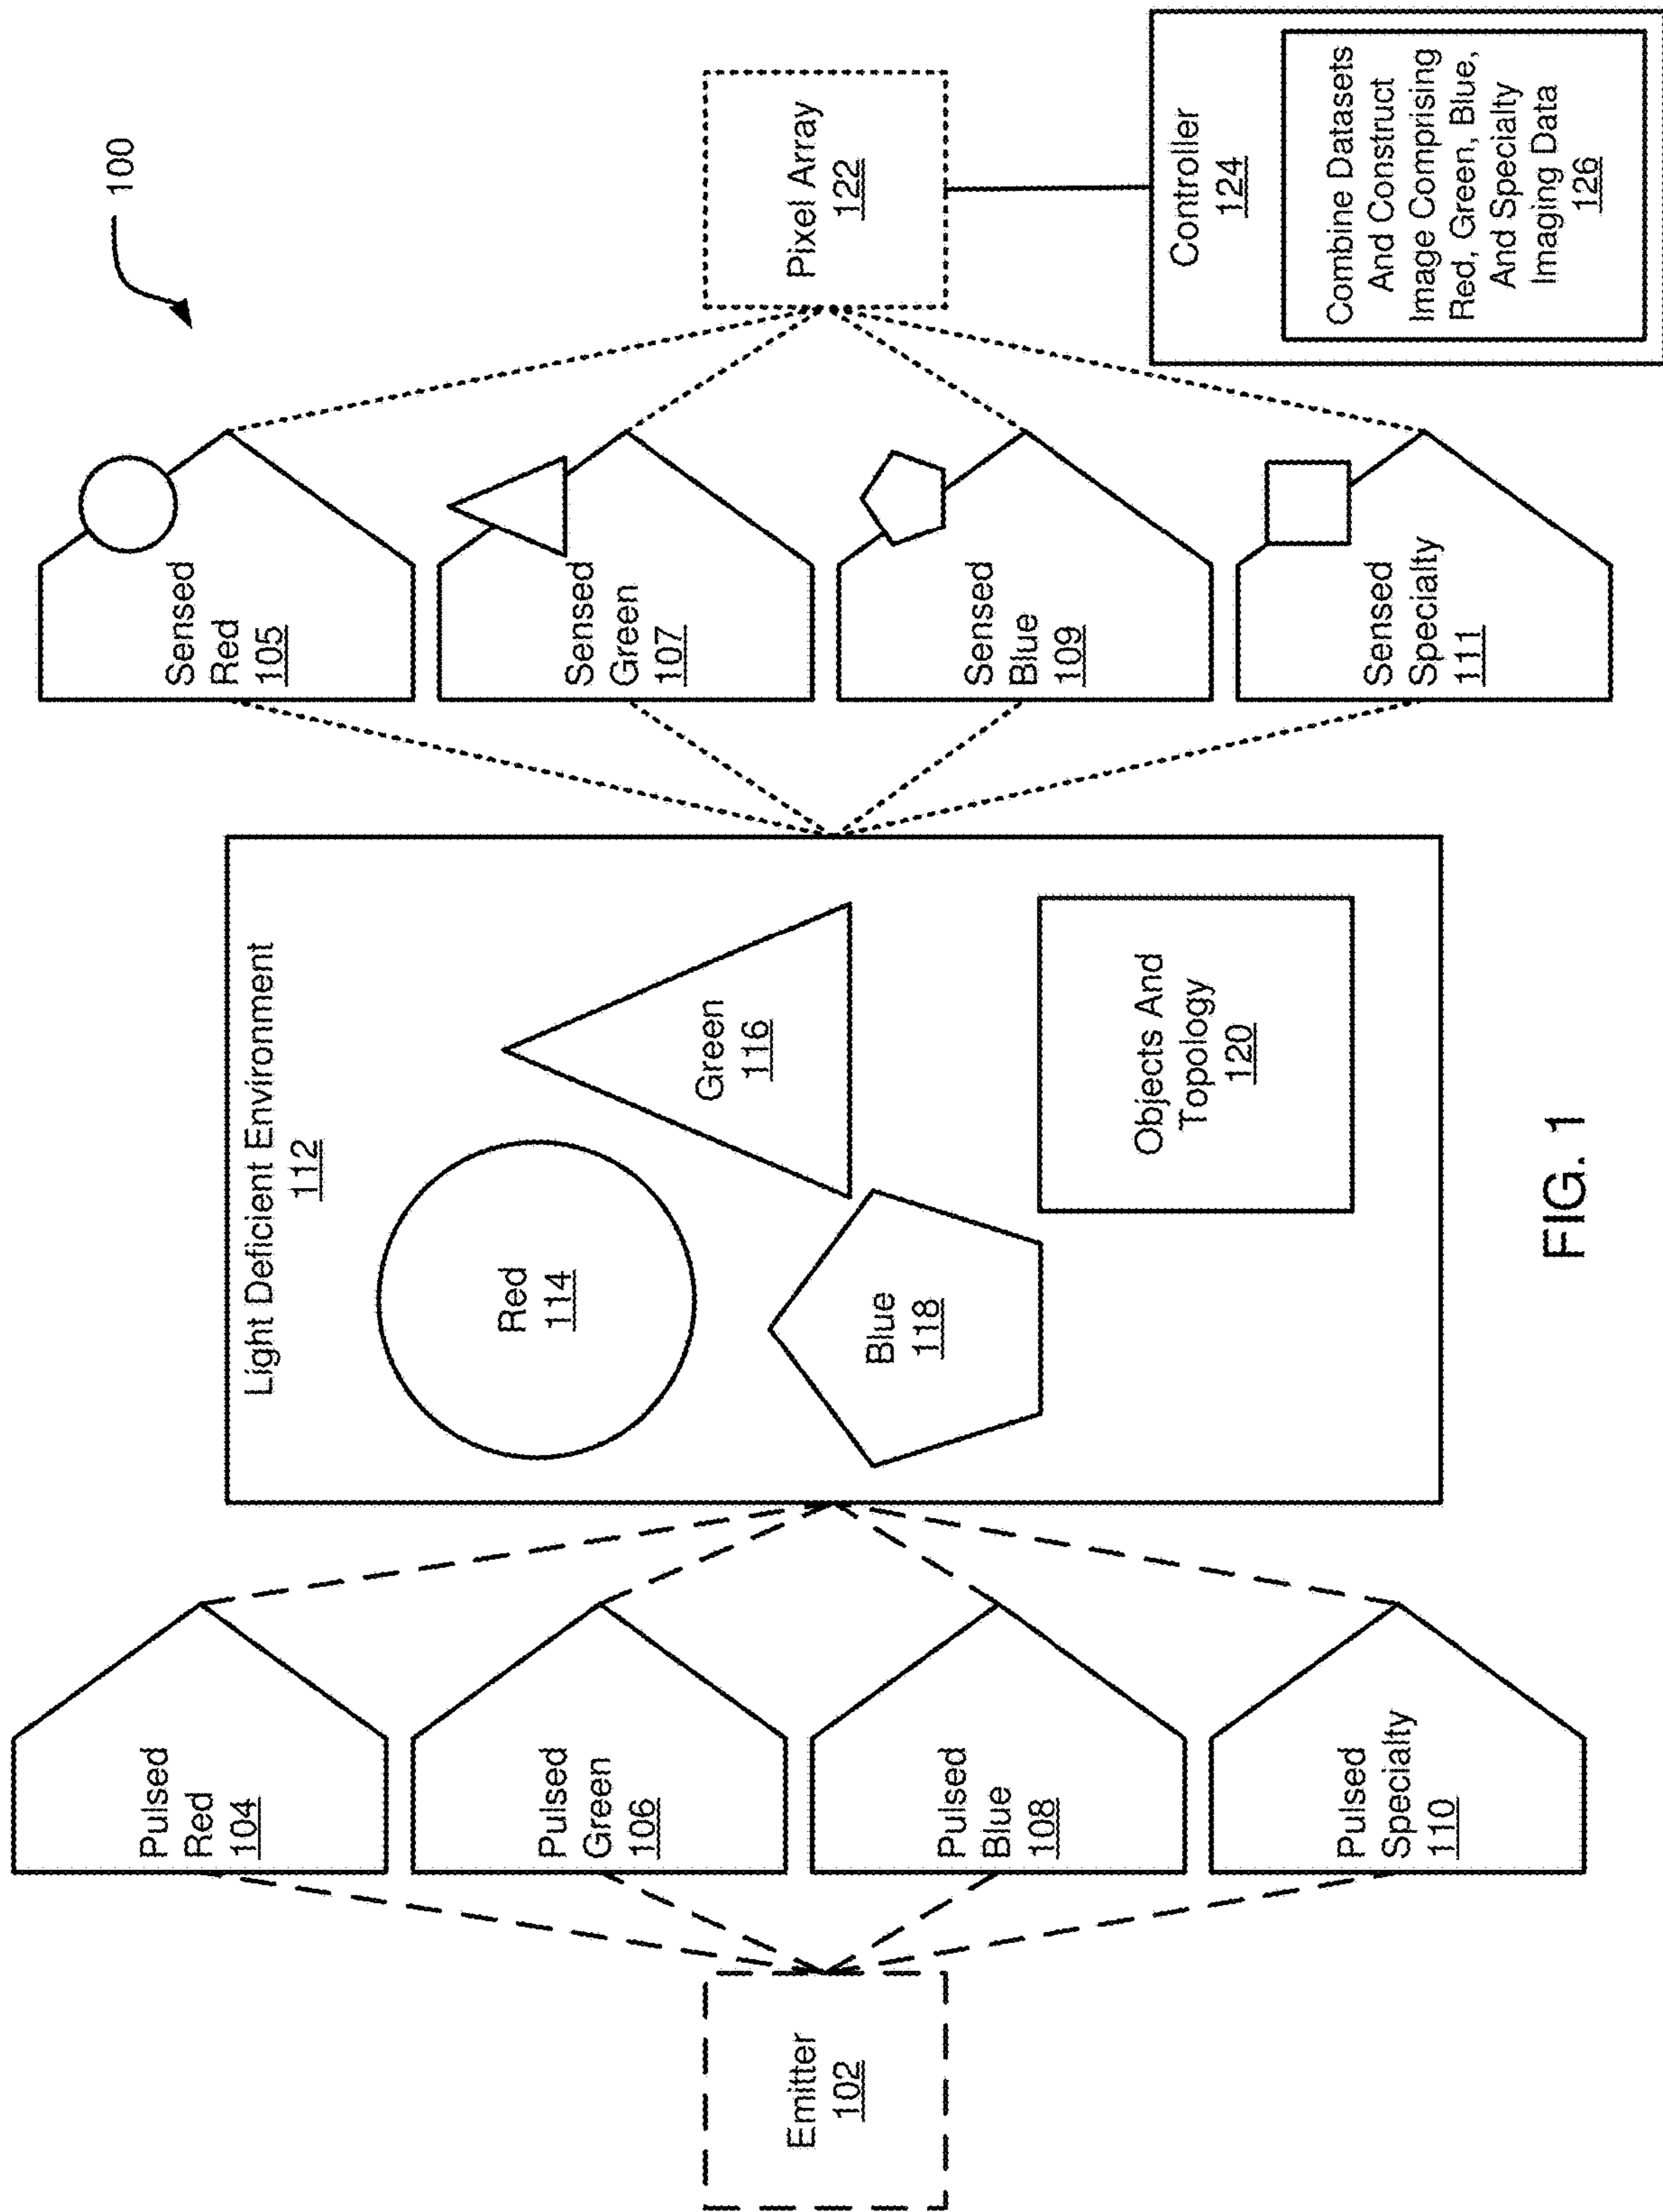 100
Emitter
102
Pulsed
Red
104
Pulsed
Green
106
Pulsed
Blue
108
Pulsed
Specialty
110
Light Deficient Environment
112
Red
114
Green
116
Blue
118
Objects And
Topology
120
Sensed
Red
105
Sensed
Green
107
Sensed
Blue
109
Sensed
Specialty
111
Pixel Array
122
Controller
124
Combine Datasets
And Construct
Image Comprising
Red, Green, Blue,
And Specialty
Imaging Data
126
FIG. 1